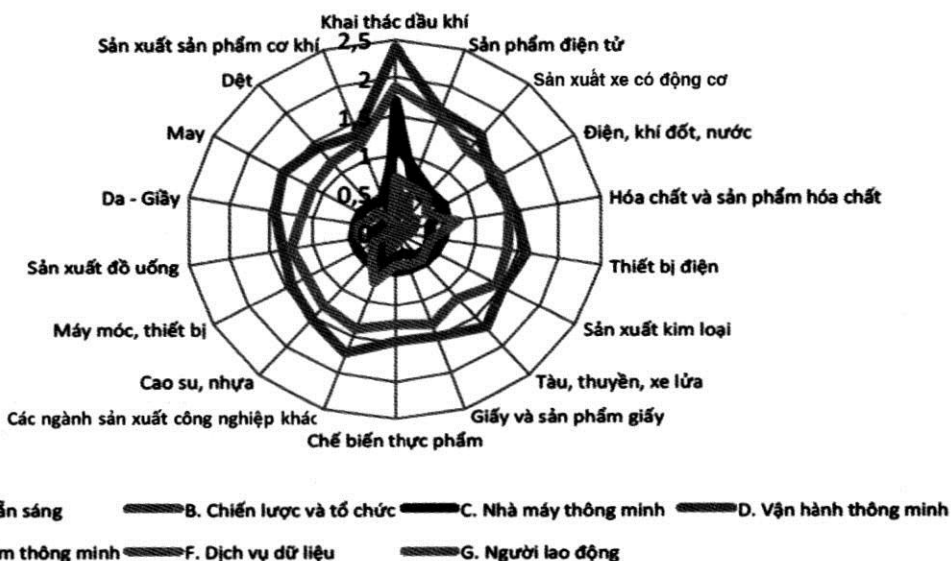 Khai thác dầu khí
Sản phẩm điện tử
Sản xuất xe có động cơ
Điện, khí đốt, nước
Hóa chất và sản phẩm hóa chất
Thiết bị điện
Sản xuất kim loại
Tàu, thuyền, xe lửa
Giấy và sản phẩm giấy
Chế biến thực phẩm
Các ngành sản xuất công nghiệp khác
Cao su, nhựa
Máy móc, thiết bị
Sản xuất đồ uống
Da - Giầy
May
Dệt
Sản xuất sản phẩm cơ khí
2,5
2
1
0,5
sáng
B. Chiến lược và tổ chức
C. Nhà máy thông minh
D. Vận hành thông minh
thông minh
F. Dịch vụ dữ liệu
G. Người lao động